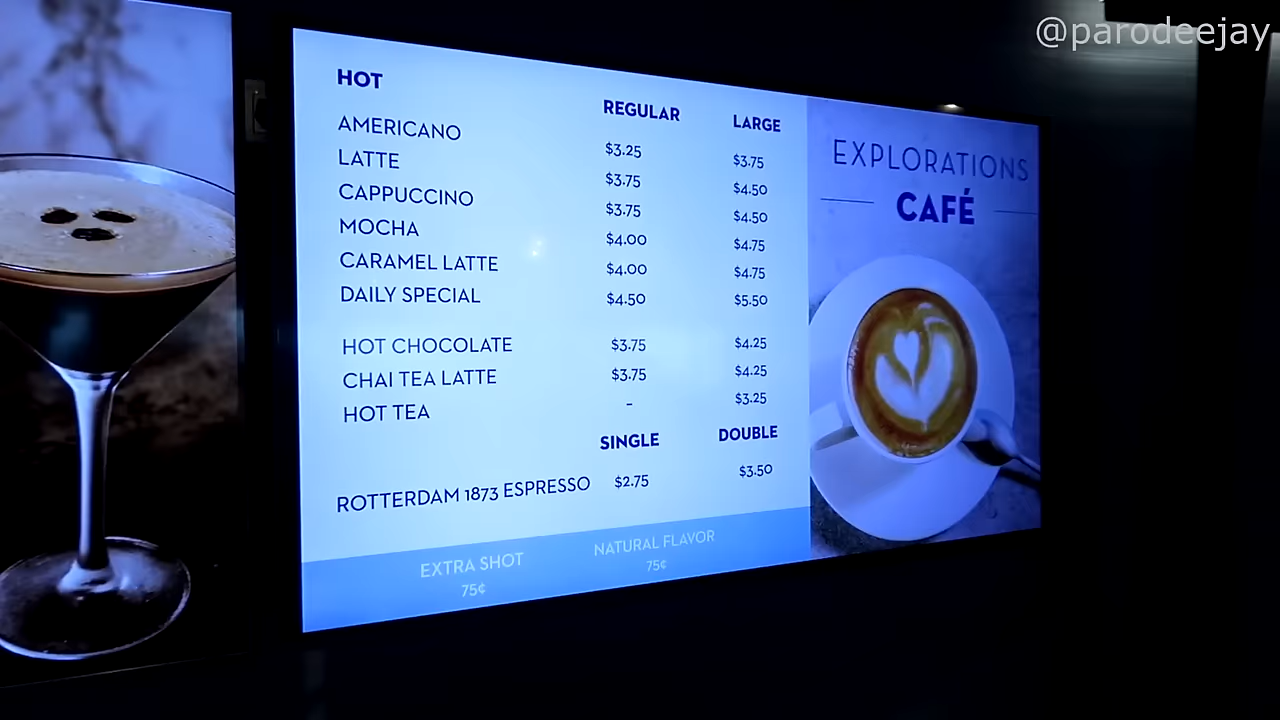 @parodeejay
HOT REGULAR LARGE
AMERICANO $3.25 $3.75
LATTE $3.75 $4.50
CAPPUCCINO $3.75 $4.50
MOCHA $4.00 $4.75
CARAMEL LATTE $4.00 $4.75
DAILY SPECIAL $4.50 $5.50
HOT CHOCOLATE $3.75 $4.25
CHAI TEA LATTE $3.75 $4.25
HOT TEA - $3.25
SINGLE DOUBLE
ROTTERDAM 1873 ESPRESSO $2.75 $3.50
EXTRA SHOT NATURAL FLAVOR
75¢ 75¢
EXPLORATIONS
CAFÉ